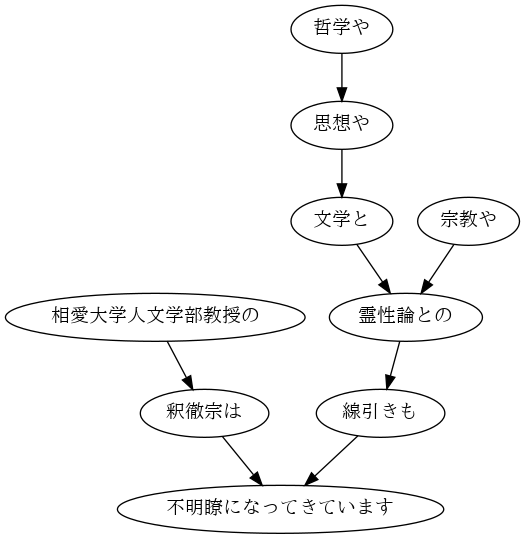 哲学や
思想や
文学と
宗教や
相愛大学人文学部教授の
霊性論との
釈徹宗は
線引きも
不明瞭になってきています